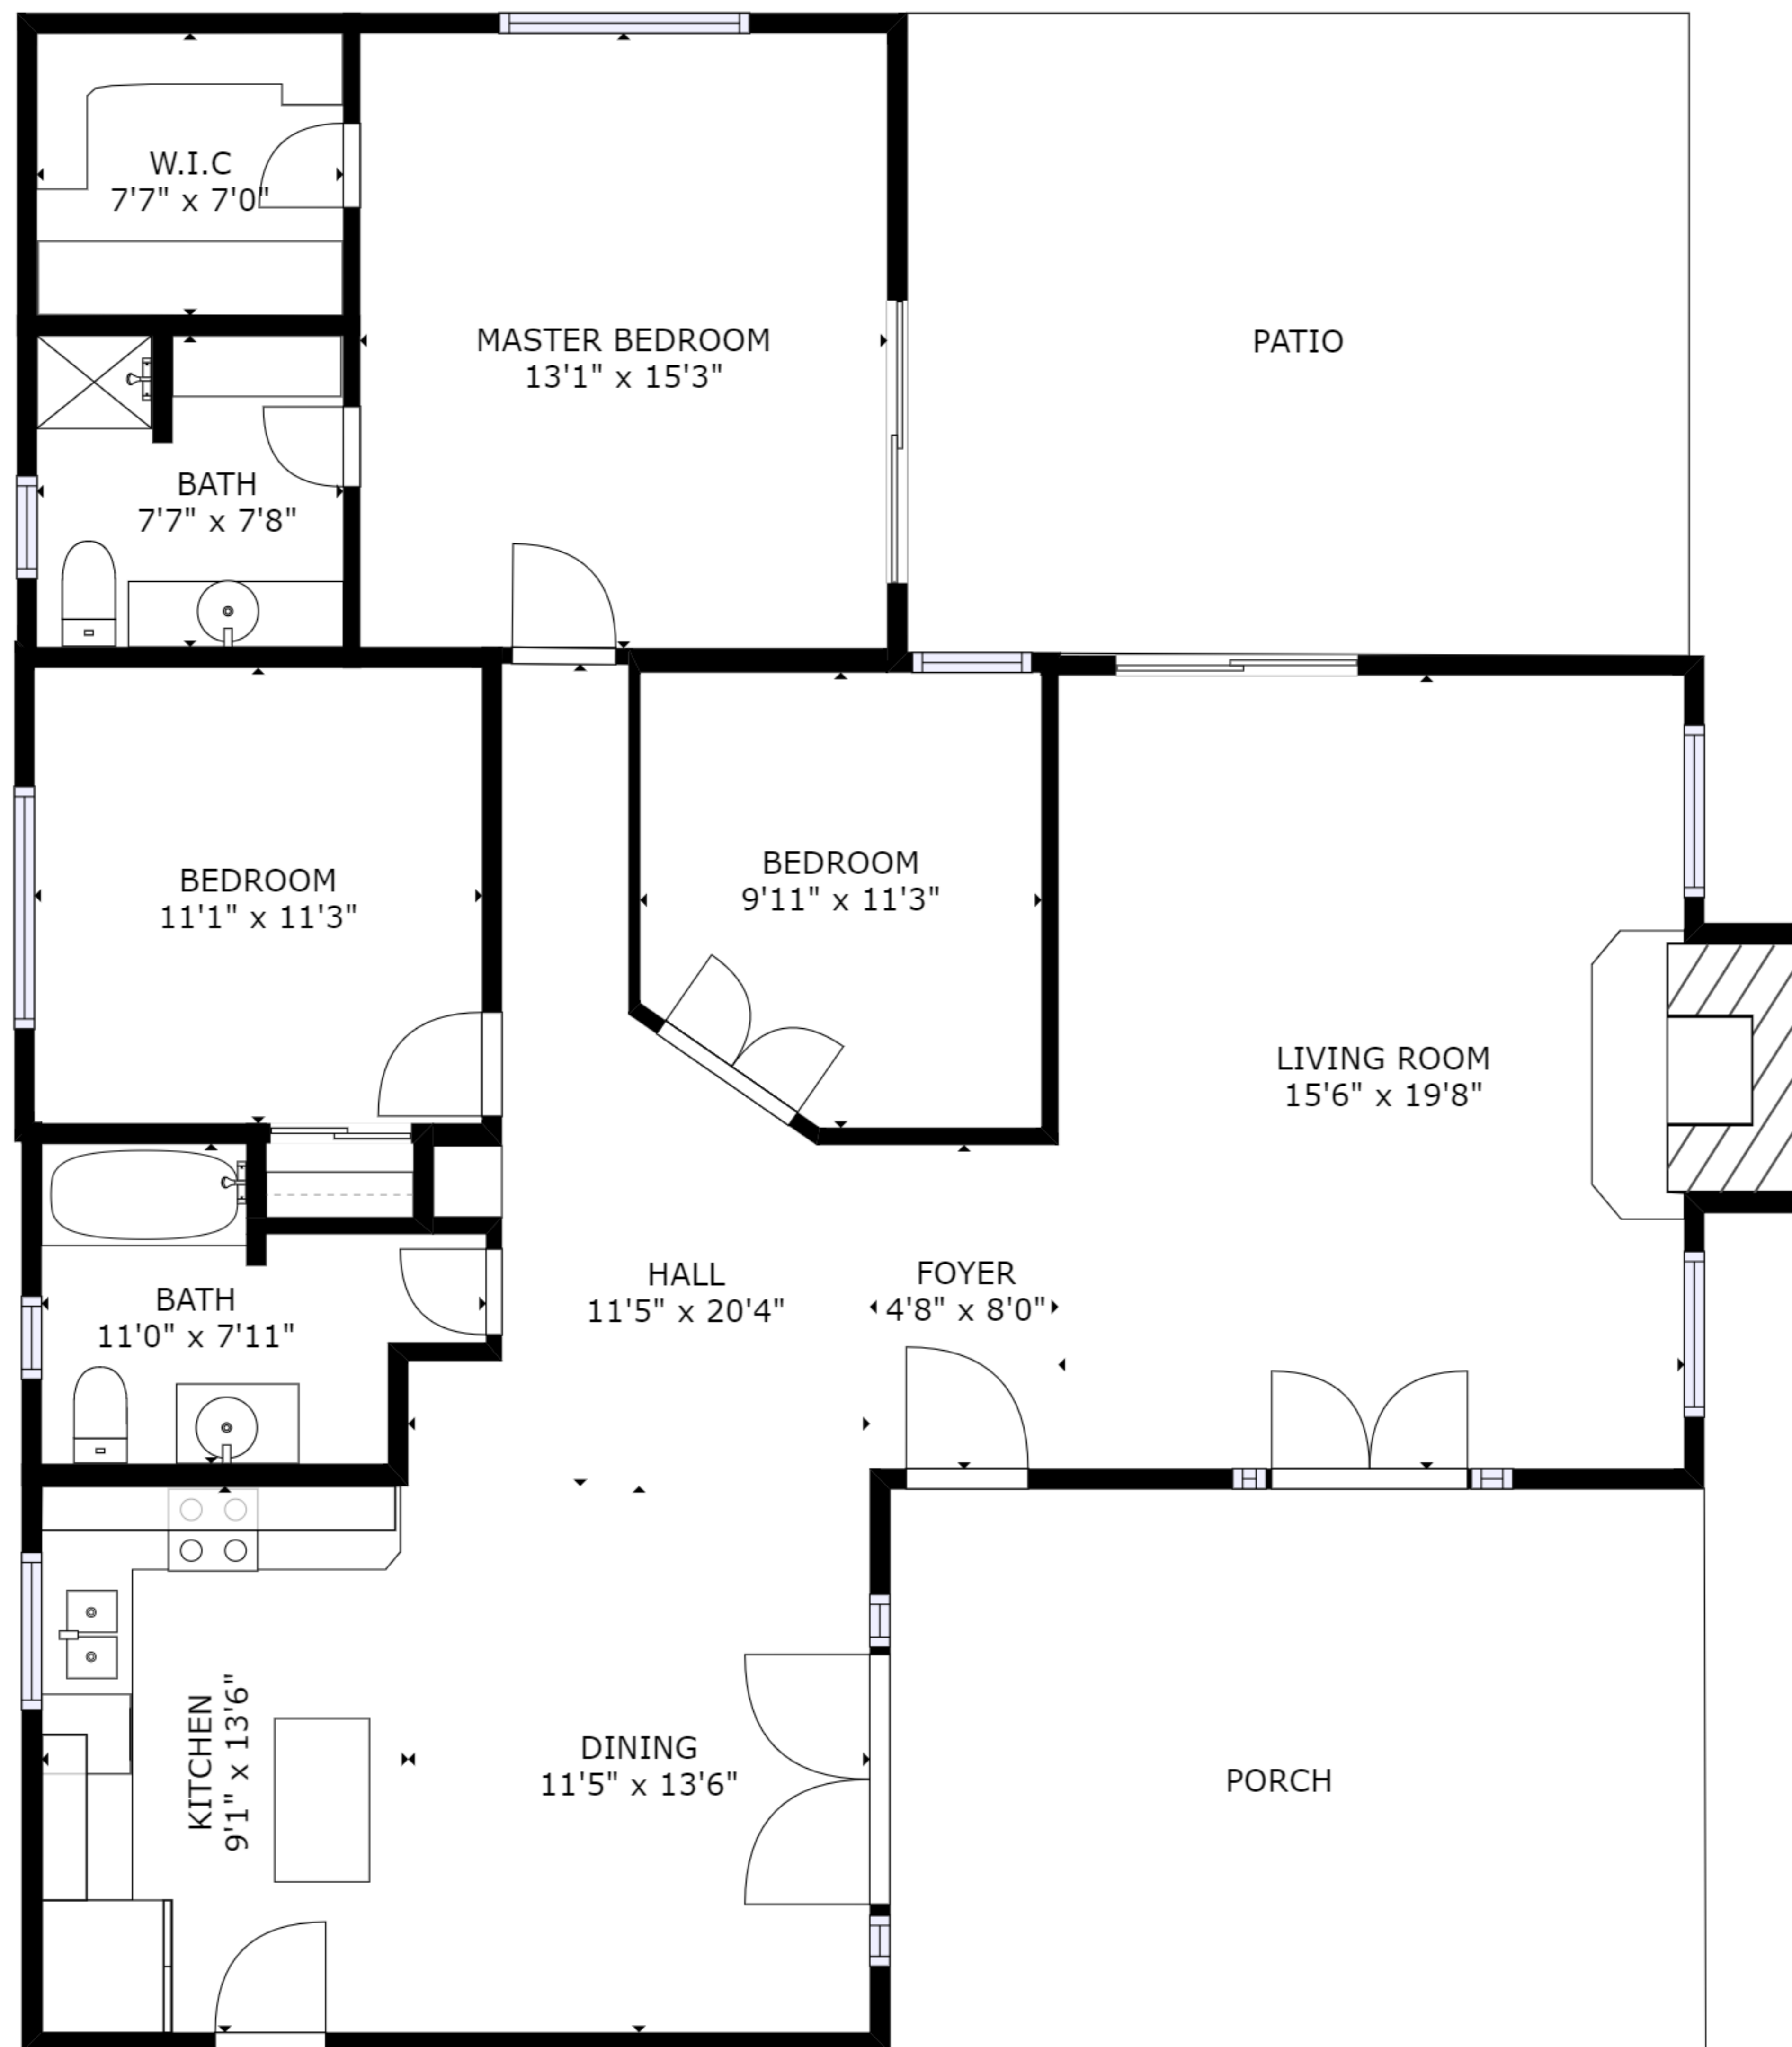 W.I.C
7'7" x 7'0"
MASTER BEDROOM
13'1" x 15'3"
PATIO
BATH
7'7" x 7'8"
BEDROOM
11'1" x 11'3"
BEDROOM
9'11" x 11'3"
LIVING ROOM
15'6" x 19'8"
BATH
11'0" x 7'11"
HALL
11'5" x 20'4"
FOYER
4'8" x 8'0"
KITCHEN
9'1" x 13'6"
DINING
11'5" x 13'6"
PORCH